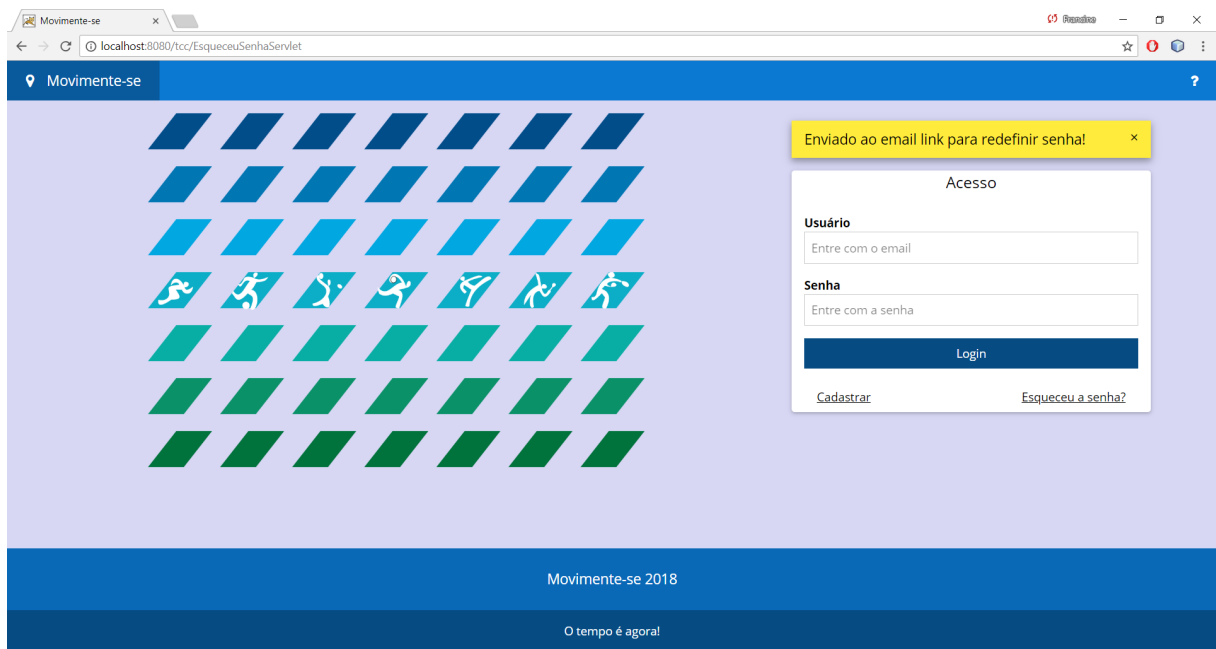 Movimente-se
Francine
localhost:8080/tcc/EsqueceuSenhaServlet
Movimente-se
?
Enviado ao email link para redefinir senha! ×
Acesso
Usuário
Entre com o email
Senha
Entre com a senha
Login
Cadastrar
Esqueceu a senha?
Movimente-se 2018
O tempo é agora!